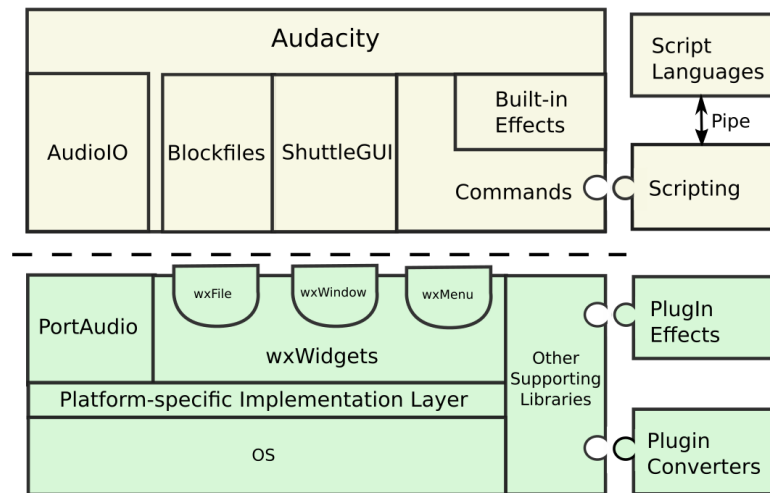 Audacity
Script
Languages
Built-in
Effects
Pipe
AudioIO
Blockfiles
ShuttleGUI
Commands
Scripting
wxFile
wxWindow
wxMenu
PlugIn
Effects
PortAudio
wxWidgets
Other
Supporting
Libraries
Platform-specific Implementation Layer
OS
Plugin
Converters